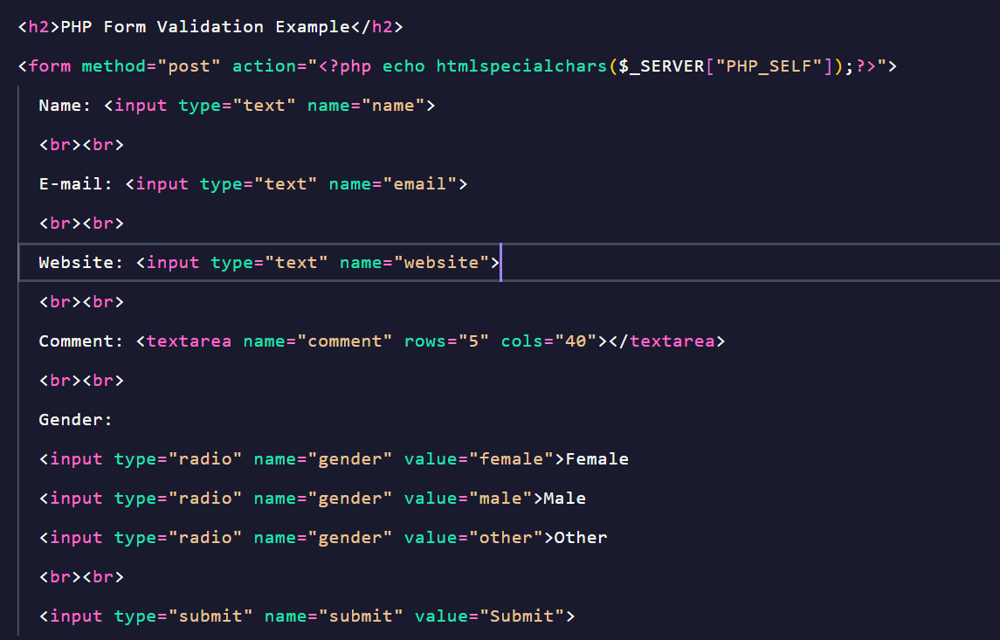 <h2>PHP Form Validation Example</h2>
<form method="post" action="<?php echo htmlspecialchars($_SERVER["PHP_SELF"]);?>">
Name: <input type="text" name="name">
<br><br>
E-mail: <input type="text" name="email">
<br><br>
Website: <input type="text" name="website">
<br><br>
Comment: <textarea name="comment" rows="5" cols="40"></textarea>
<br><br>
Gender:
<input type="radio" name="gender" value="female">Female
<input type="radio" name="gender" value="male">Male
<input type="radio" name="gender" value="other">Other
<br><br>
<input type="submit" name="submit" value="Submit">